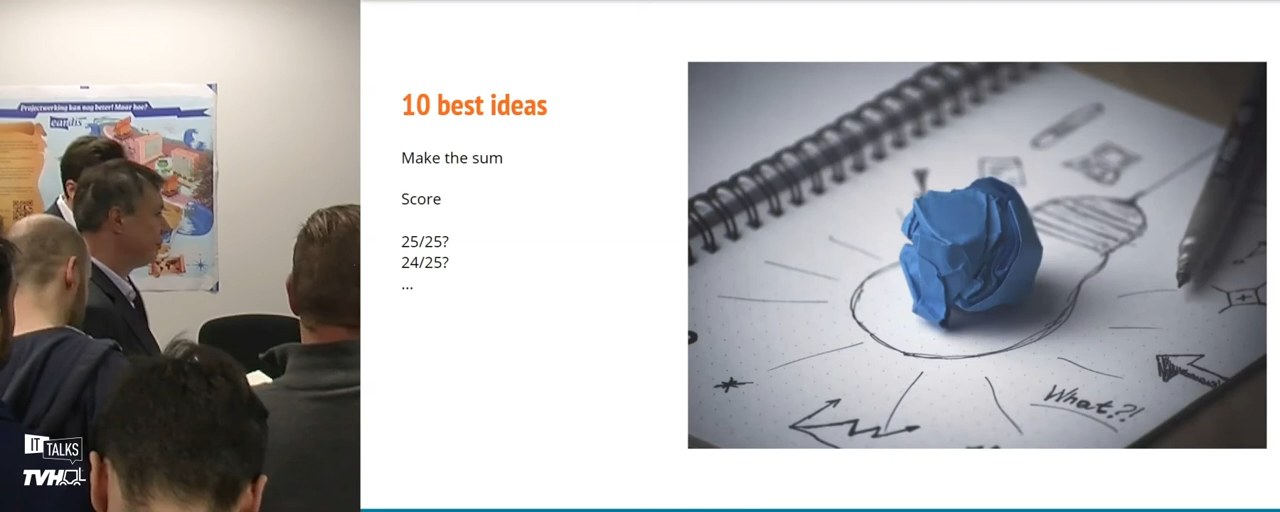 Projectwerking kan nog beter! Maar hoe?
eandis
IT
TALKS
TVH
10 best ideas
Make the sum
Score
25/25?
24/25?
...
What?!